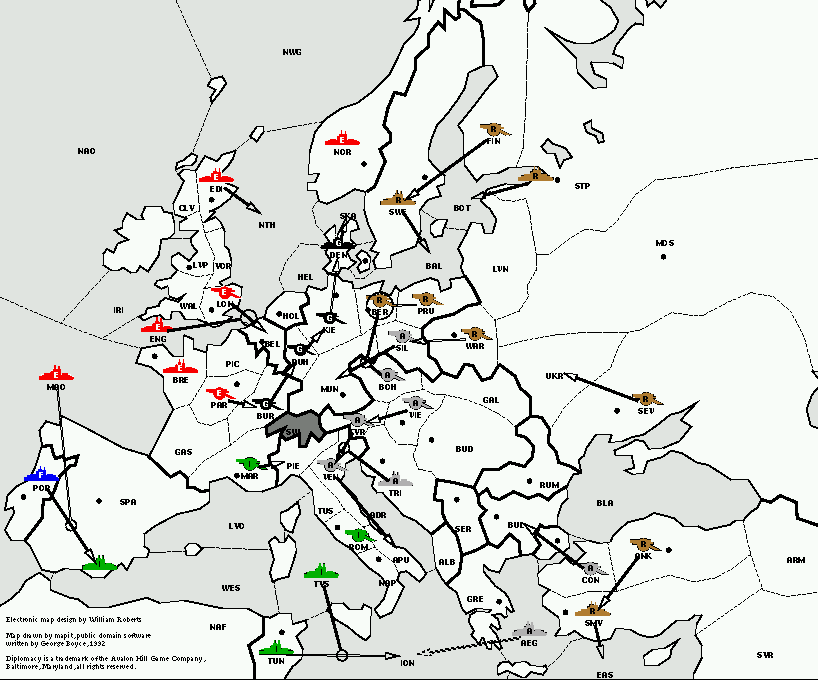 NWG
NAO
NOR
FIN
STP
EDI
CLV
NTH
SKA
SWE
BOT
MOS
DEN
LVP
YOR
HEL
BAL
LVN
IRI
WAL
LON
HOL
KIE
BER
PRU
ENG
BEL
RUH
SIL
WAR
BRE
PIC
MUN
BOH
UKR
MAO
PAR
BUR
GAL
SEV
TYR
VIE
GAS
SWI
BUD
MAR
PIE
VEN
TRI
RUM
POR
SPA
TUS
ADR
SER
BUL
BLA
LYO
ROM
ANK
APU
ALB
ARM
CON
WES
TYS
NAP
GRE
SMY
NAF
AEG
SYR
TUN
ION
EAS
Electronic map design by William Roberts
Map drawn by mapit, public domain software
written by George Boyce, 1992
Diplomacy is a trademark of the Avalon Hill Game Company,
Baltimore, Maryland, all rights reserved.